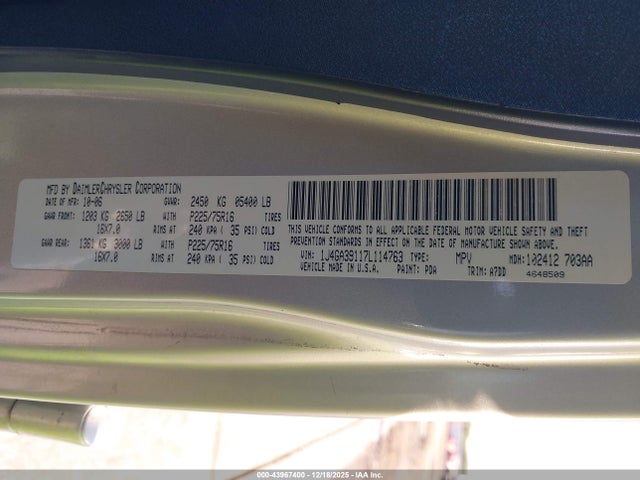 MFD BY DAIMLERCHRYSLER CORPORATION
DATE OF MFR 10-06 GVWR: 2450 KG 05400 LB
GAWR FRONT: 1203 KG 2650 LB WITH P225/75R16 TIRES
16X7.0 RIMS AT 240 KPA ( 35 PSI) COLD
GAWR REAR: 1361 KG 3000 LB WITH P225/75R16 TIRES
16X7.0 RIMS AT 240 KPA ( 35 PSI) COLD
THIS VEHICLE CONFORMS TO ALL APPLICABLE FEDERAL MOTOR VEHICLE SAFETY AND THEFT
PREVENTION STANDARDS IN EFFECT ON THE DATE OF MANUFACTURE SHOWN ABOVE.
VIN: 1J4GA39117L114763 TYPE: MPV MDH: 102412 703AA
VEHICLE MADE IN U.S.A. PAINT: PDA TRIM: A7DD 4648509
000-43967400 - 12/18/2025 - IAA Inc.